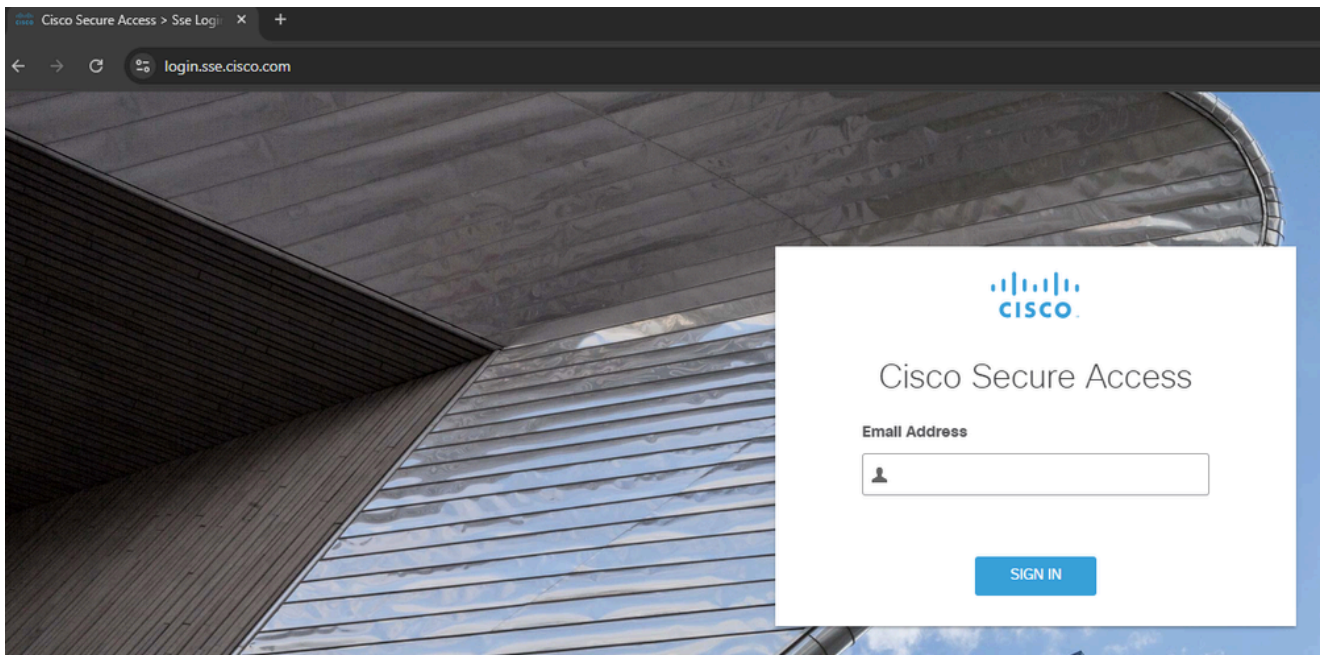 Cisco Secure Access > Sse Logi
login.sse.cisco.com
CISCO
Cisco Secure Access
Email Address
SIGN IN